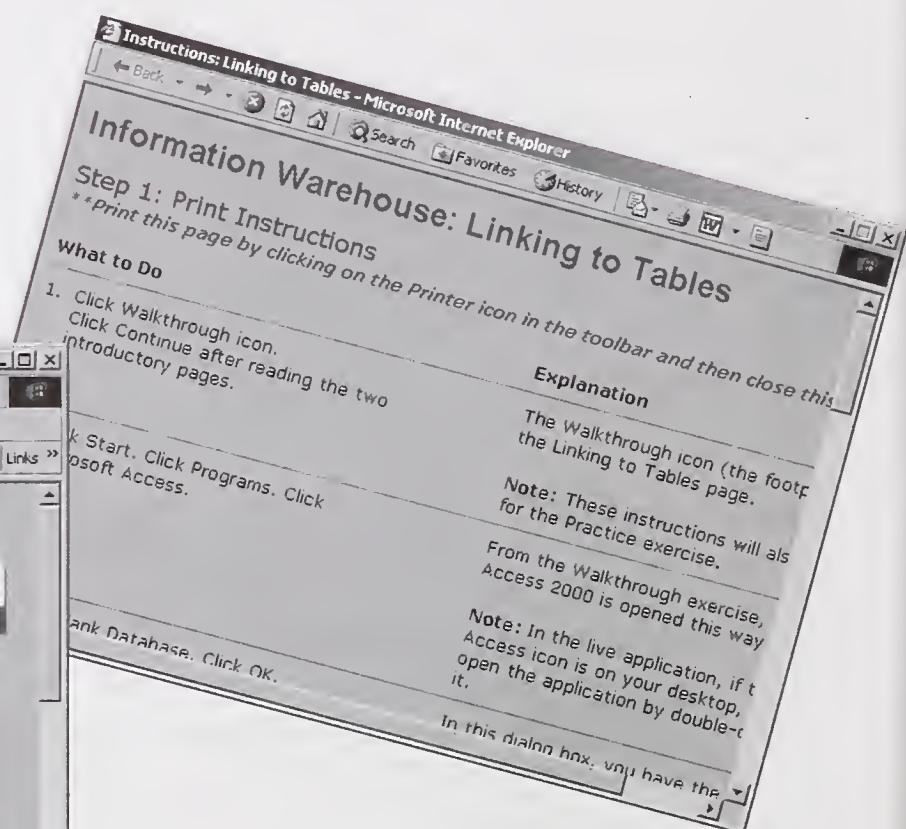 Instructions: Linking to Tables - Microsoft Internet Explorer
Back
Search
Favorites
History
Information Warehouse: Linking to Tables
Step 1: Print Instructions
**Print this page by clicking on the Printer icon in the toolbar and then close this
What to Do
Explanation
1. Click Walkthrough icon.
Click Continue after reading the two
introductory pages.
The Walkthrough icon (the footp
the Linking to Tables page.
Note: These instructions will als
for the Practice exercise.
k Start. Click Programs. Click
osoft Access.
From the Walkthrough exercise,
Access 2000 is opened this way
Note: In the live application, if t
Access icon is on your desktop,
open the application by double-c
it.
ank Database. Click OK.
In this dialog box, you have the
Links »